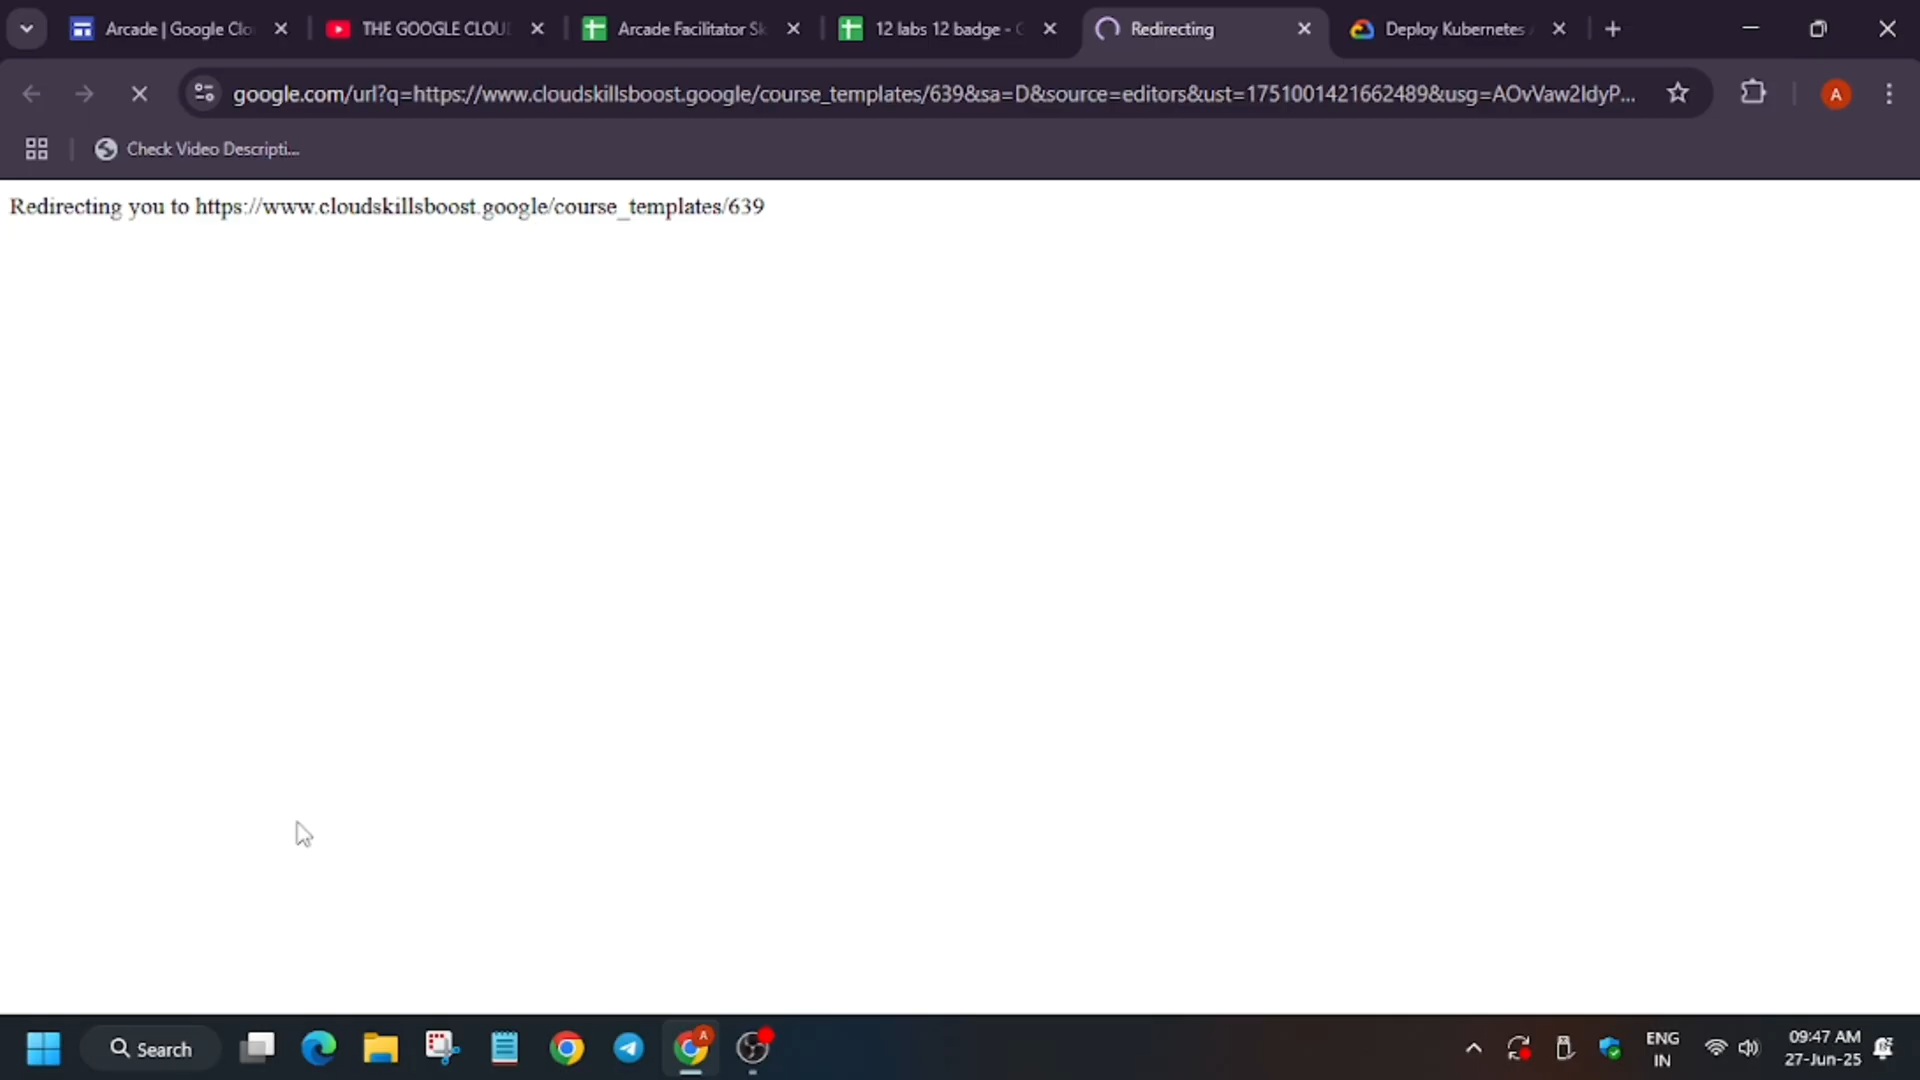 Arcade | Google Clo
THE GOOGLE CLOU
Arcade Facilitator Sk
12 labs 12 badge - G
Redirecting
Deploy Kubernetes A
google.com/url?q=https://www.cloudskillsboost.google/course_templates/639&sa=D&source=editors&ust=1751001421662489&usg=AOvVaw2IdyP...
A
Check Video Descripti...
Redirecting you to https://www.cloudskillsboost.google/course_templates/639
Search
A
ENG
IN
09:47 AM
27-Jun-25